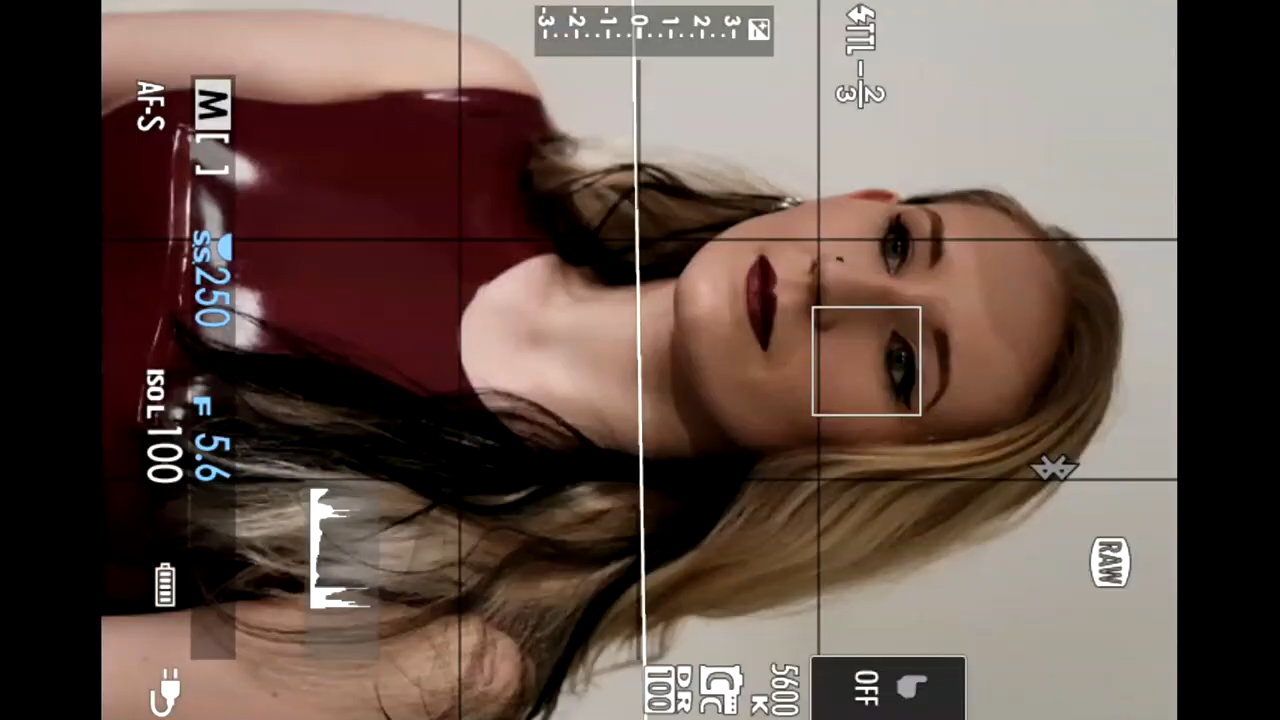 TTL -2/3
-3 -2 -1 0 1 2 3
RAW
OFF
5600 K
C C
DR 100
M [ ]
SS 250
F 5.6
AF-S
ISO L 100